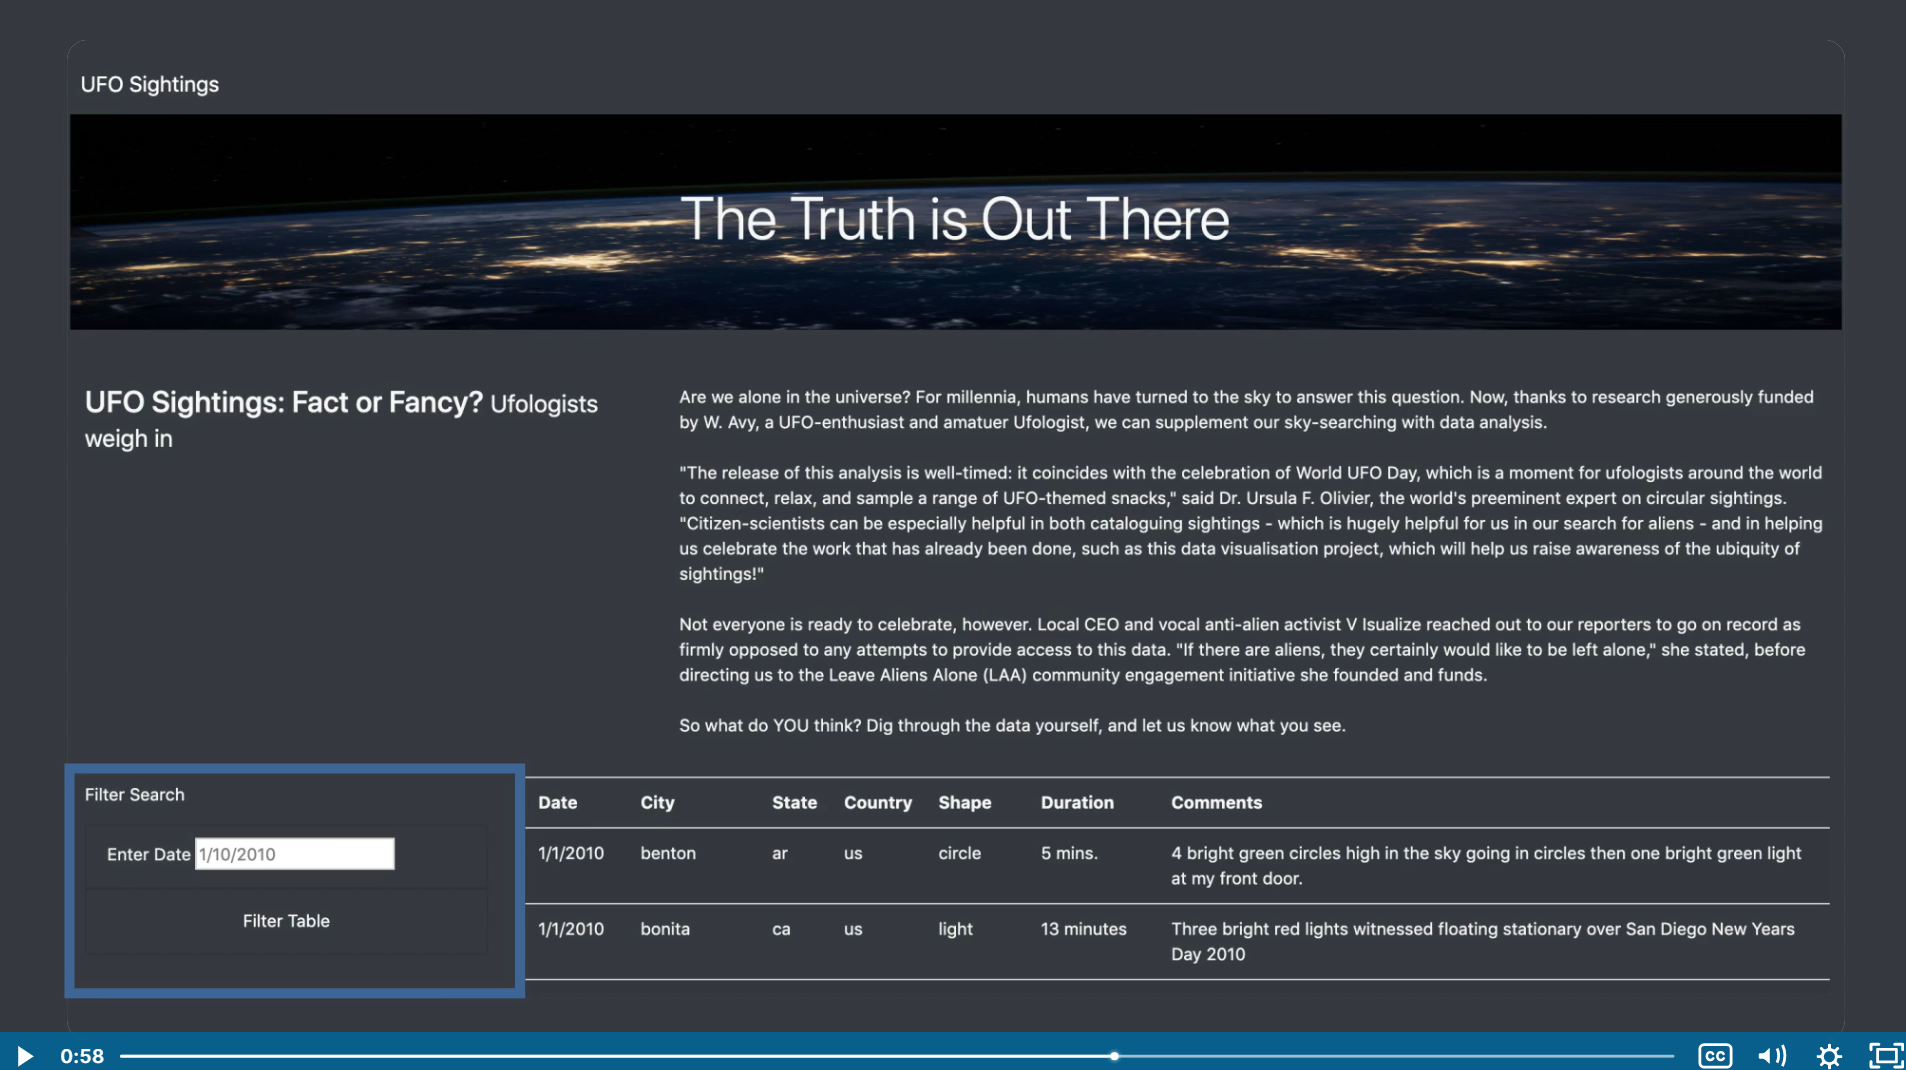 UFO Sightings
The Truth is Out There
UFO Sightings: Fact or Fancy? Ufologists
weigh in
Are we alone in the universe? For millennia, humans have turned to the sky to answer this question. Now, thanks to research generously funded
by W. Avy, a UFO-enthusiast and amatuer Ufologist, we can supplement our sky-searching with data analysis.
"The release of this analysis is well-timed: it coincides with the celebration of World UFO Day, which is a moment for ufologists around the world
to connect, relax, and sample a range of UFO-themed snacks," said Dr. Ursula F. Olivier, the world's preeminent expert on circular sightings.
"Citizen-scientists can be especially helpful in both cataloguing sightings - which is hugely helpful for us in our search for aliens - and in helping
us celebrate the work that has already been done, such as this data visualisation project, which will help us raise awareness of the ubiquity of
sightings!"
Not everyone is ready to celebrate, however. Local CEO and vocal anti-alien activist V Isualize reached out to our reporters to go on record as
firmly opposed to any attempts to provide access to this data. "If there are aliens, they certainly would like to be left alone," she stated, before
directing us to the Leave Aliens Alone (LAA) community engagement initiative she founded and funds.
So what do YOU think? Dig through the data yourself, and let us know what you see.
Filter Search
Enter Date 1/10/2010
Filter Table
Date City State Country Shape Duration Comments
1/1/2010 benton ar us circle 5 mins. 4 bright green circles high in the sky going in circles then one bright green light
at my front door.
1/1/2010 bonita ca us light 13 minutes Three bright red lights witnessed floating stationary over San Diego New Years
Day 2010
0:58 CC